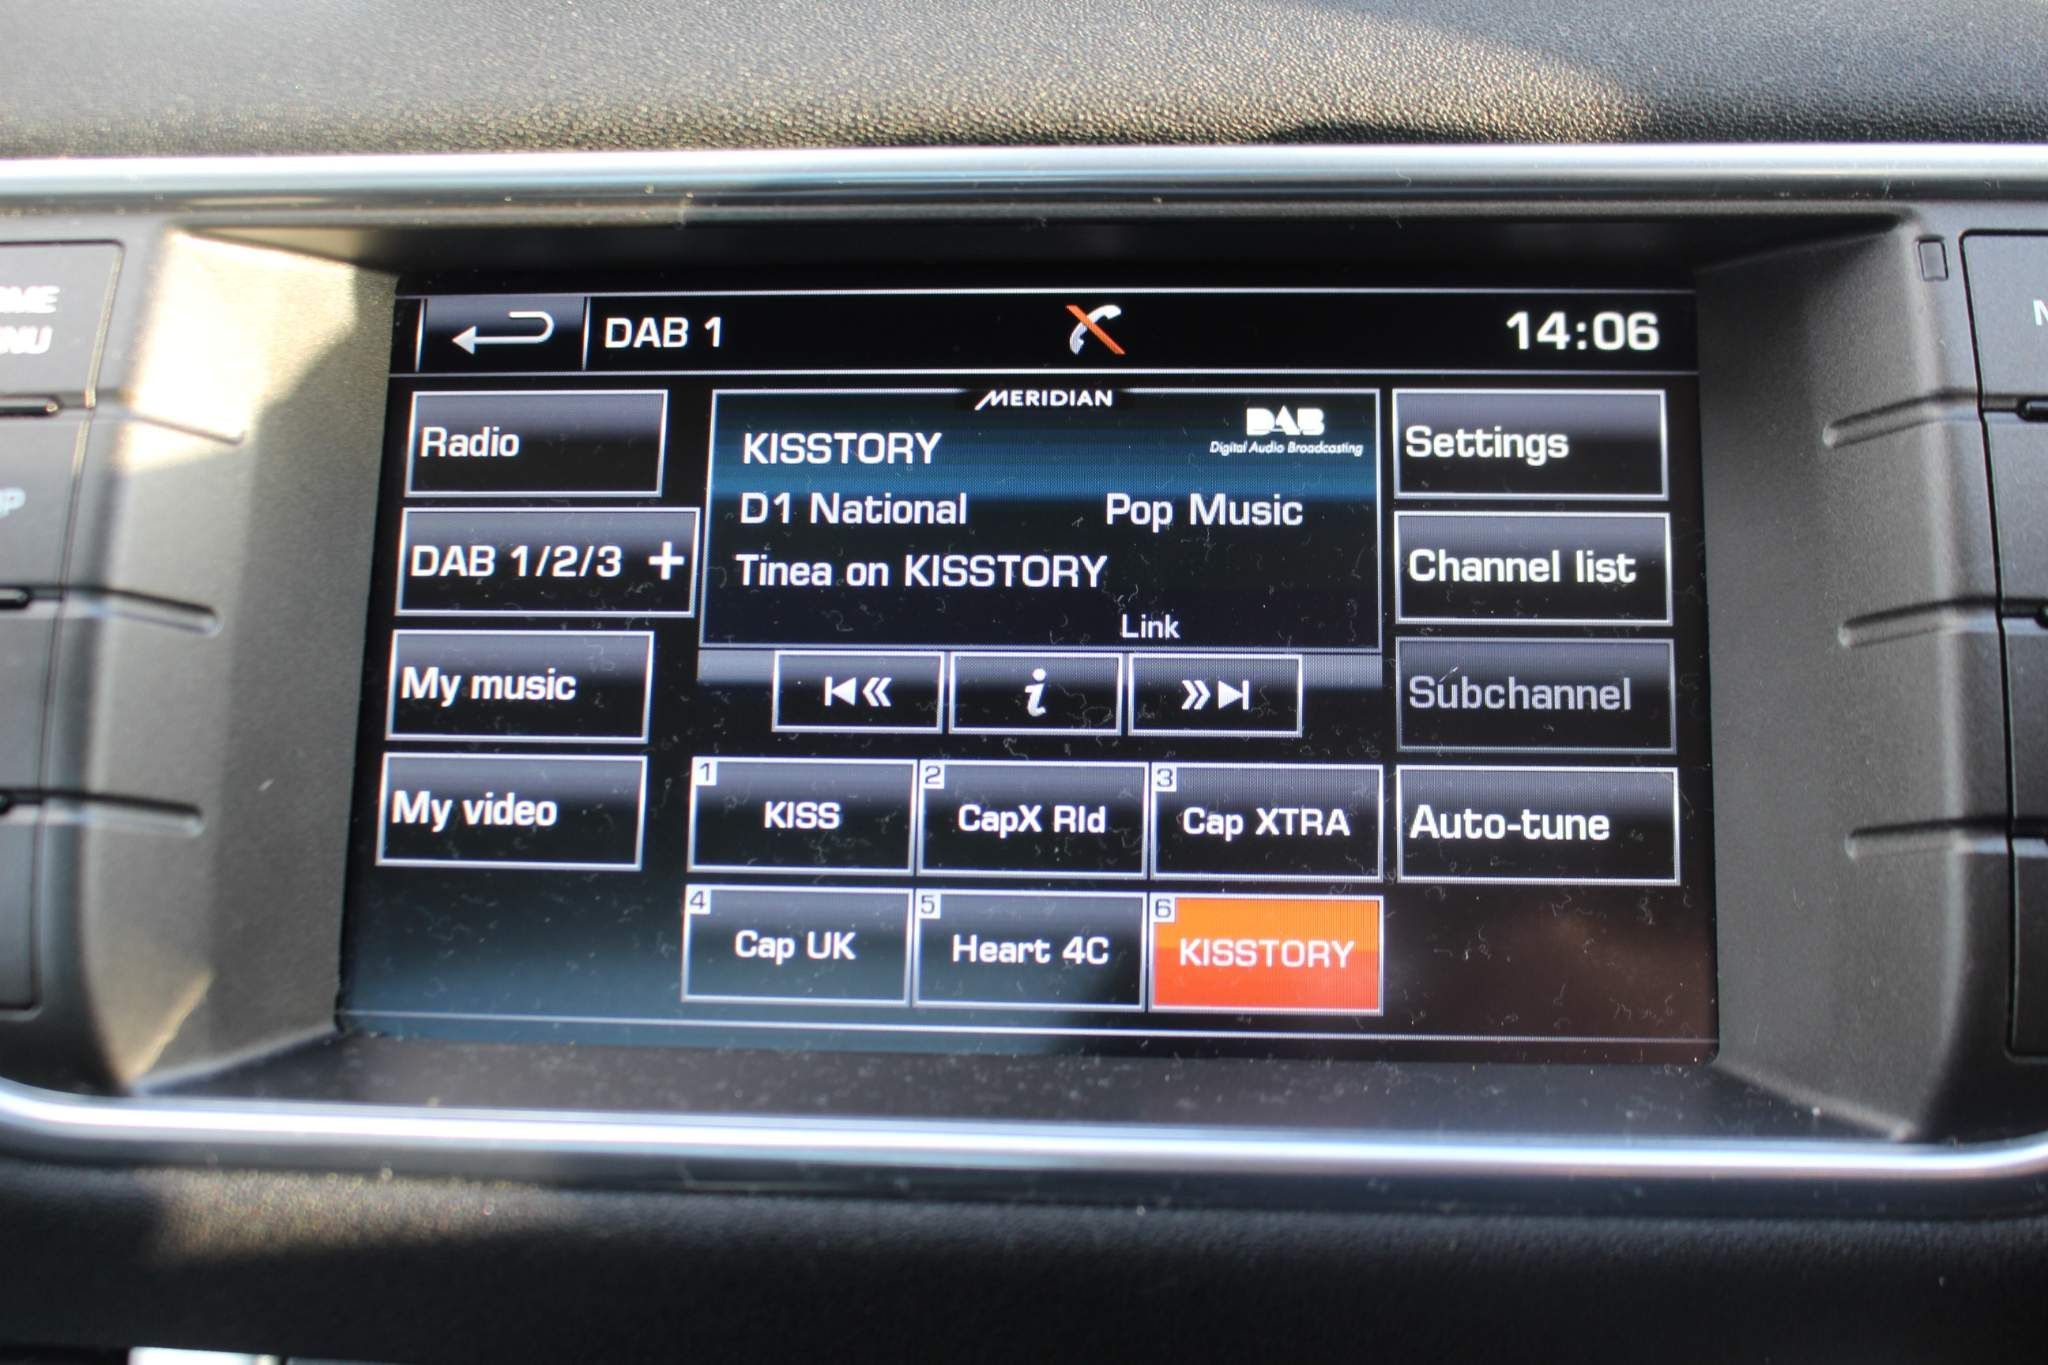 DAB 1
14:06
MERIDIAN
DAB
Digital Audio Broadcasting
Radio
KISSTORY
Settings
D1 National
Pop Music
DAB 1/2/3 +
Tinea on KISSTORY
Channel list
Link
My music
i
Subchannel
1
KISS
2
CapX Rld
3
Cap XTRA
My video
Auto-tune
4
Cap UK
5
Heart 4C
6
KISSTORY